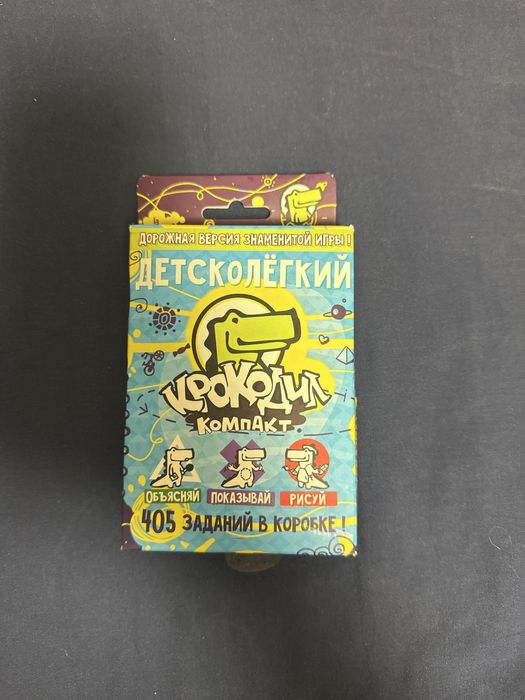 ДОРОЖНАЯ ВЕРСИЯ ЗНАМЕНИТОЙ ИГРЫ!
ДЕТСКОЛЁГКИЙ
КРОКОДИЛ
КОМПАКТ
ОБЪЯСНЯЙ ПОКАЗЫВАЙ РИСУЙ
405 ЗАДАНИЙ В КОРОБКЕ!